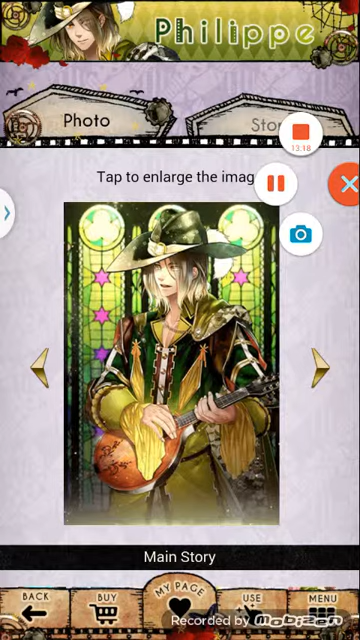 Philippe
Photo
Sto
13:18
Tap to enlarge the imag
Main Story
BACK
BUY
MY PAGE
USE
MENU
Recorded by Mobizen